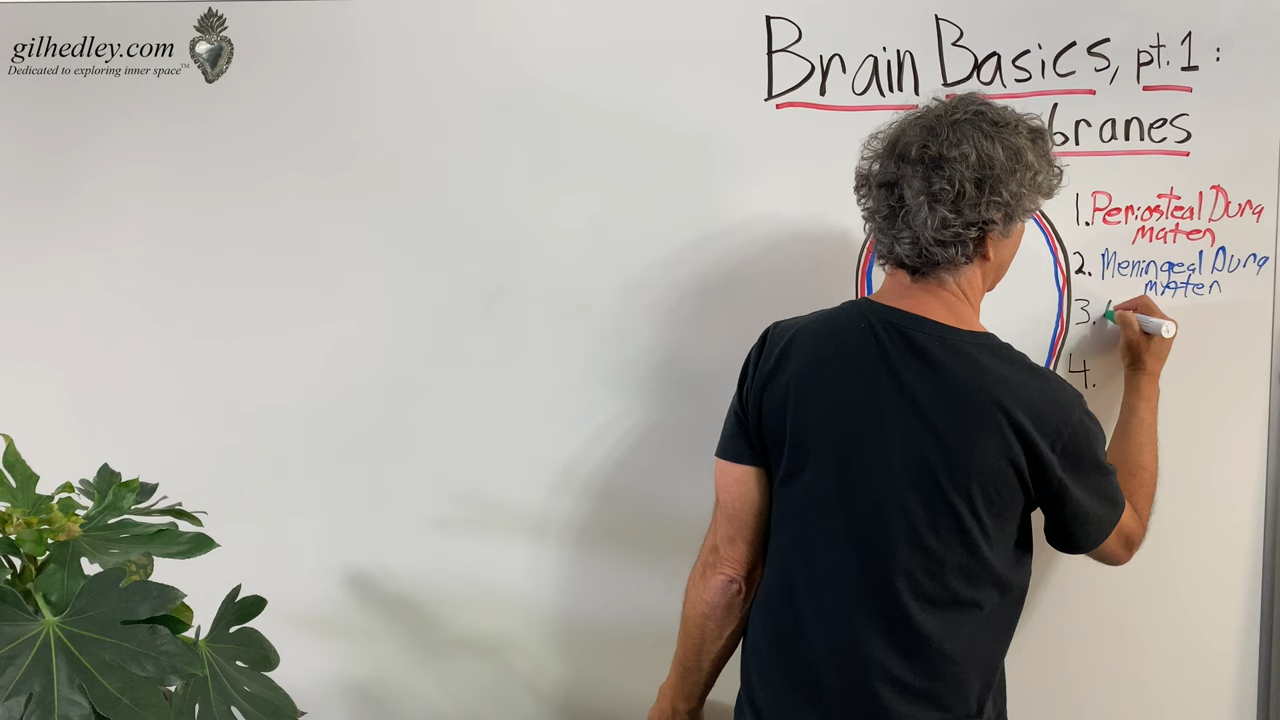 gilhedley.com
Dedicated to exploring inner space™
Brain Basics, pt. 1:
branes
1. Periosteal Dura
mater
2. Meningeal Dura
mater
3.
4.